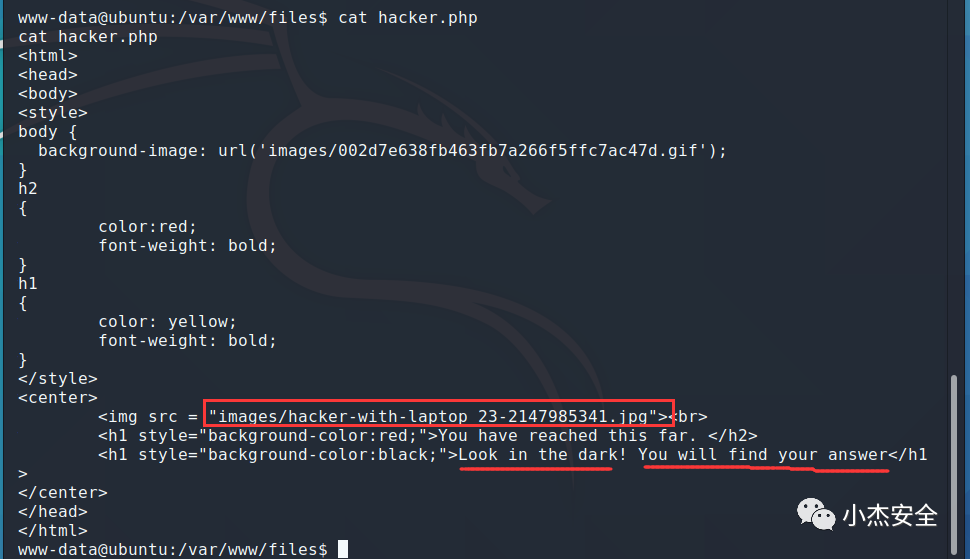 www-data@ubuntu:/var/www/files$ cat hacker.php
cat hacker.php
<html>
<head>
<body>
<style>
body {
  background-image: url('images/002d7e638fb463fb7a266f5ffc7ac47d.gif');
}
h2
{
        color:red;
        font-weight: bold;
}
h1
{
        color: yellow;
        font-weight: bold;
}
</style>
<center>
        <img src = "images/hacker-with-laptop_23-2147985341.jpg"><br>
        <h1 style="background-color:red;">You have reached this far. </h2>
        <h1 style="background-color:black;">Look in the dark! You will find your answer</h1
>
</center>
</head>
</html>
www-data@ubuntu:/var/www/files$
小杰安全